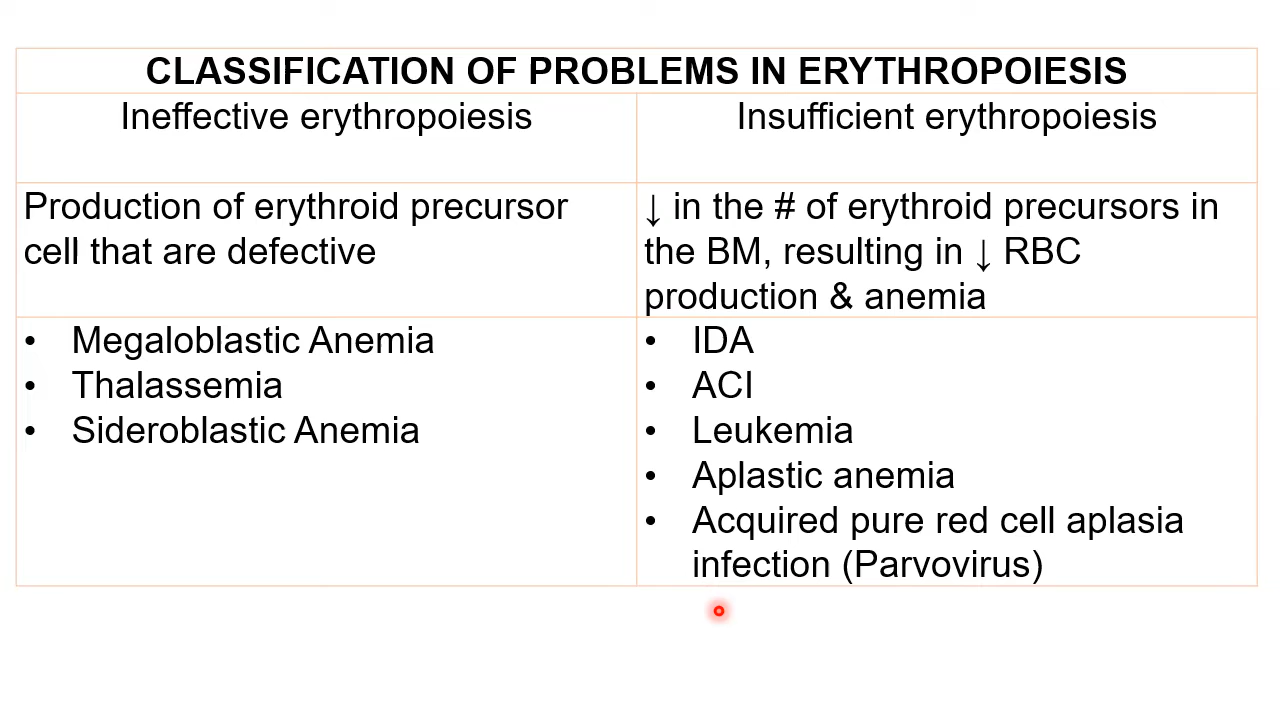 CLASSIFICATION OF PROBLEMS IN ERYTHROPOIESIS
Ineffective erythropoiesis
Insufficient erythropoiesis
Production of erythroid precursor
cell that are defective
↓ in the # of erythroid precursors in
the BM, resulting in ↓ RBC
production & anemia
• Megaloblastic Anemia
• Thalassemia
• Sideroblastic Anemia
• IDA
• ACI
• Leukemia
• Aplastic anemia
• Acquired pure red cell aplasia
infection (Parvovirus)